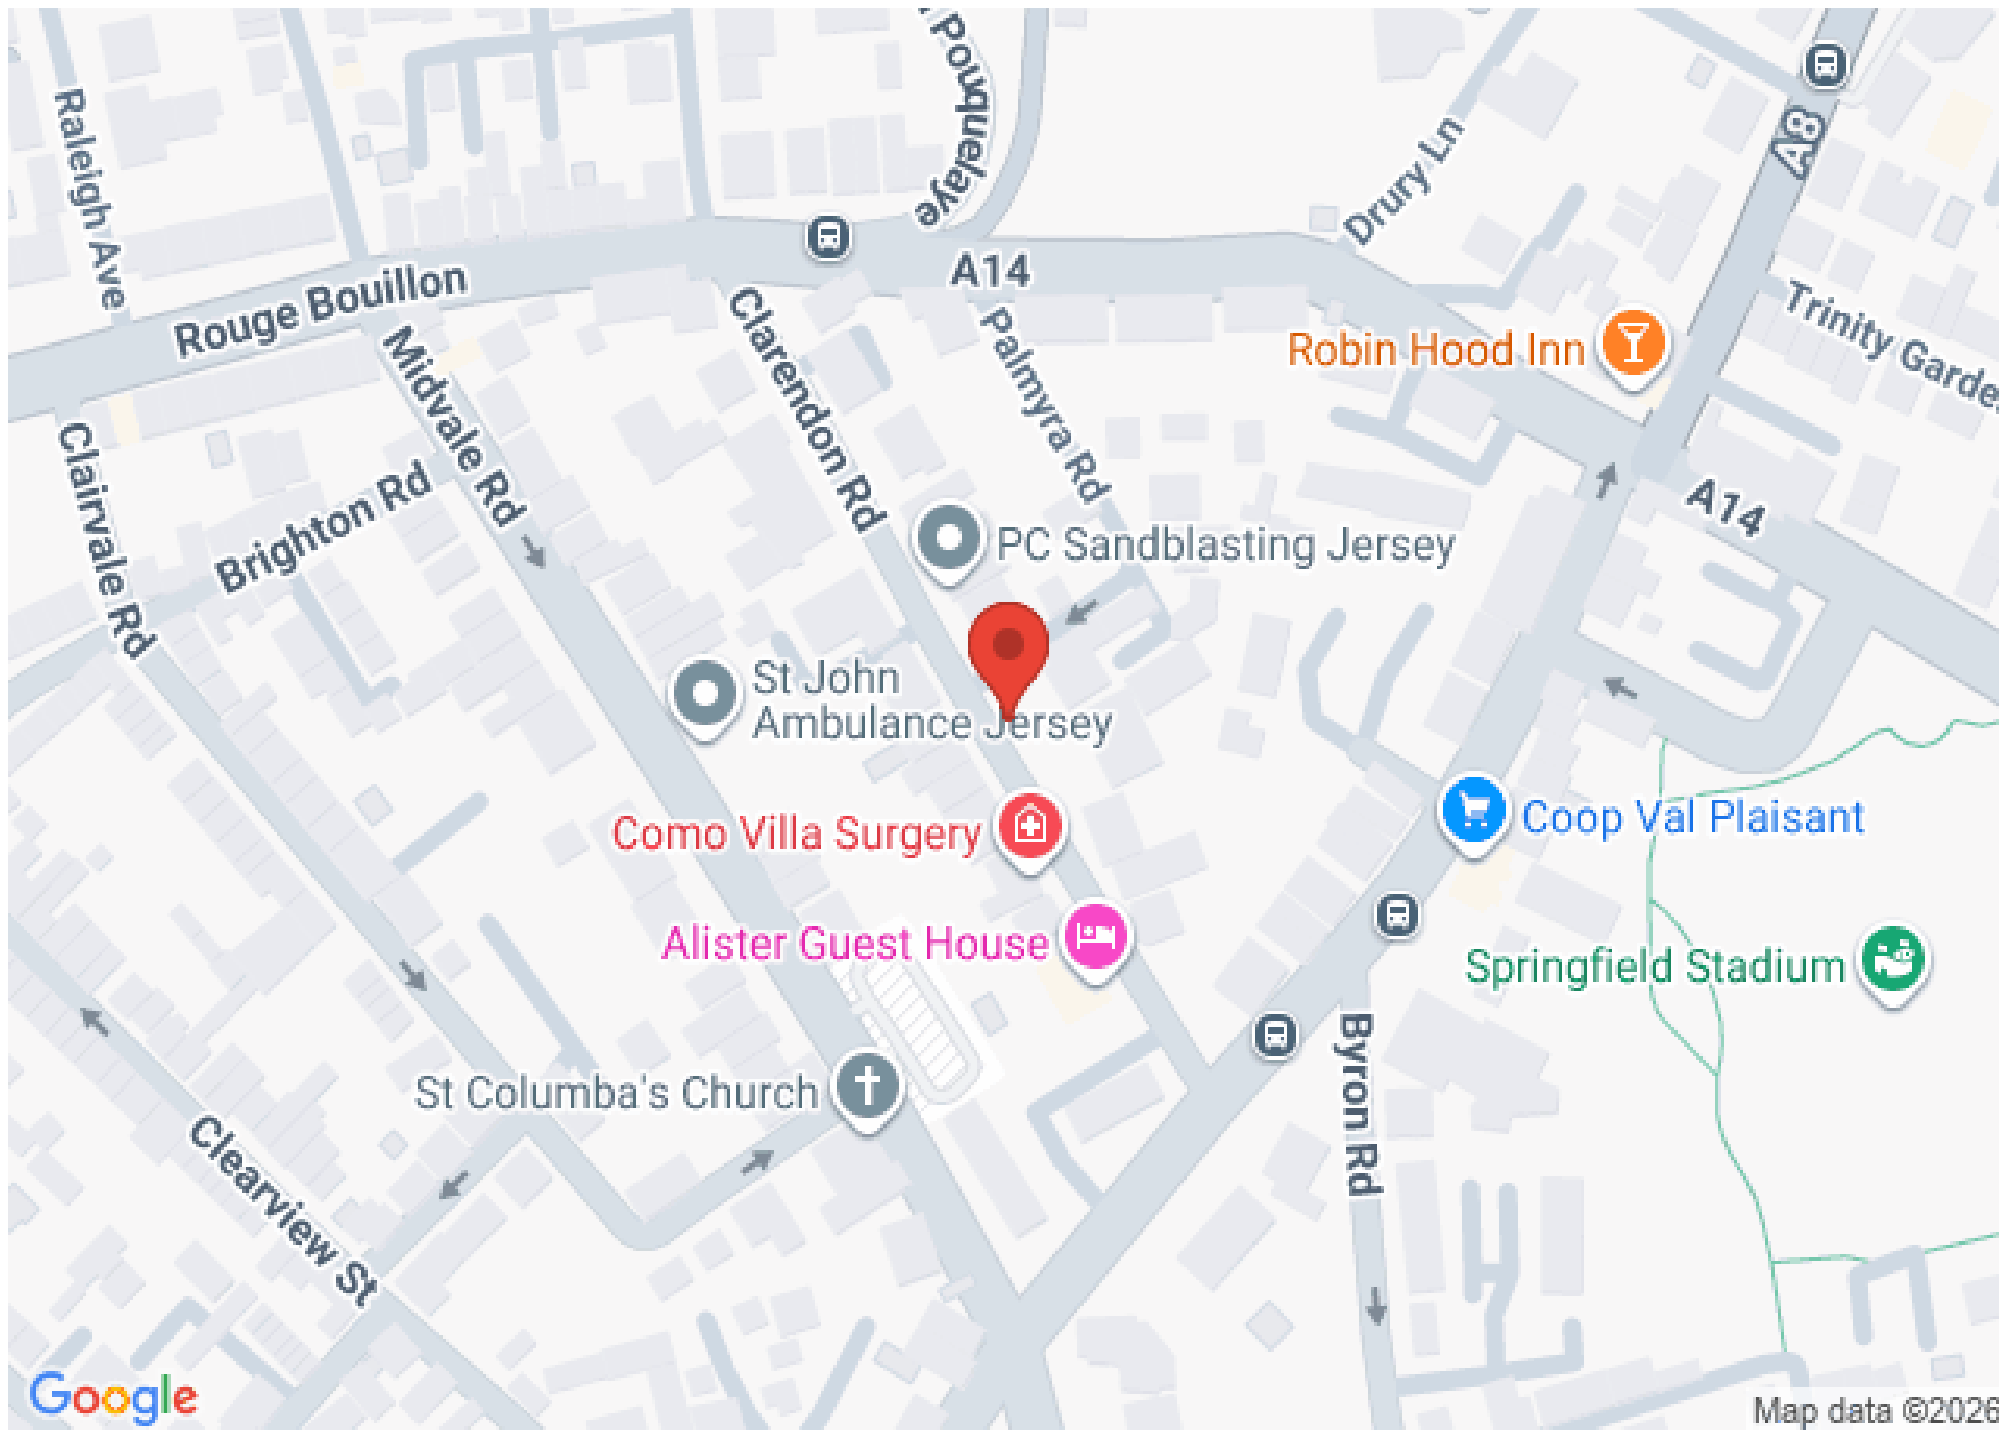 Pouquelaye
Raleigh Ave
A8
Drury Ln
A14
Rouge Bouillon
Trinity Garde
Clarendon Rd
Palmyra Rd
Robin Hood Inn
Midvale Rd
Clairvale Rd
Brighton Rd
A14
PC Sandblasting Jersey
St John
Ambulance Jersey
Como Villa Surgery
Coop Val Plaisant
Alister Guest House
Springfield Stadium
Byron Rd
St Columba's Church
Clearview St
Google
Map data ©2026